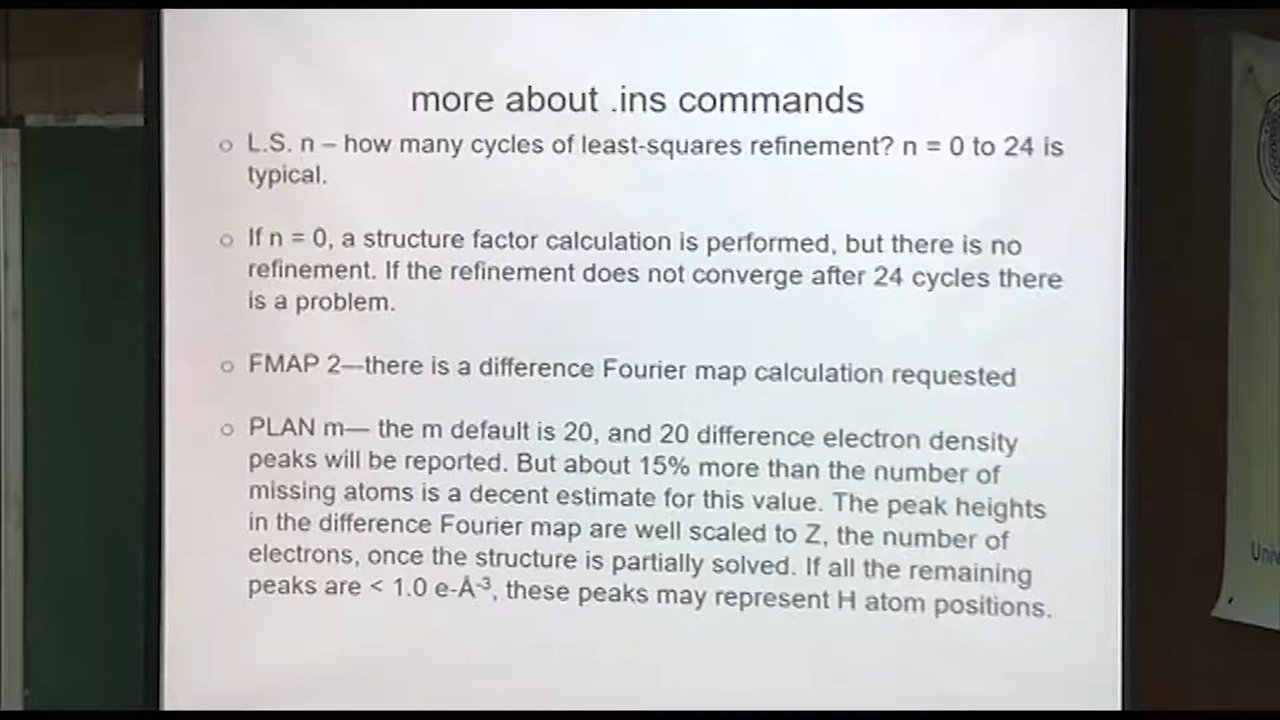 more about .ins commands
o L.S. n – how many cycles of least-squares refinement? n = 0 to 24 is
typical.
o If n = 0, a structure factor calculation is performed, but there is no
refinement. If the refinement does not converge after 24 cycles there
is a problem.
o FMAP 2—there is a difference Fourier map calculation requested
o PLAN m— the m default is 20, and 20 difference electron density
peaks will be reported. But about 15% more than the number of
missing atoms is a decent estimate for this value. The peak heights
in the difference Fourier map are well scaled to Z, the number of
electrons, once the structure is partially solved. If all the remaining
peaks are < 1.0 e-Å⁻³, these peaks may represent H atom positions.